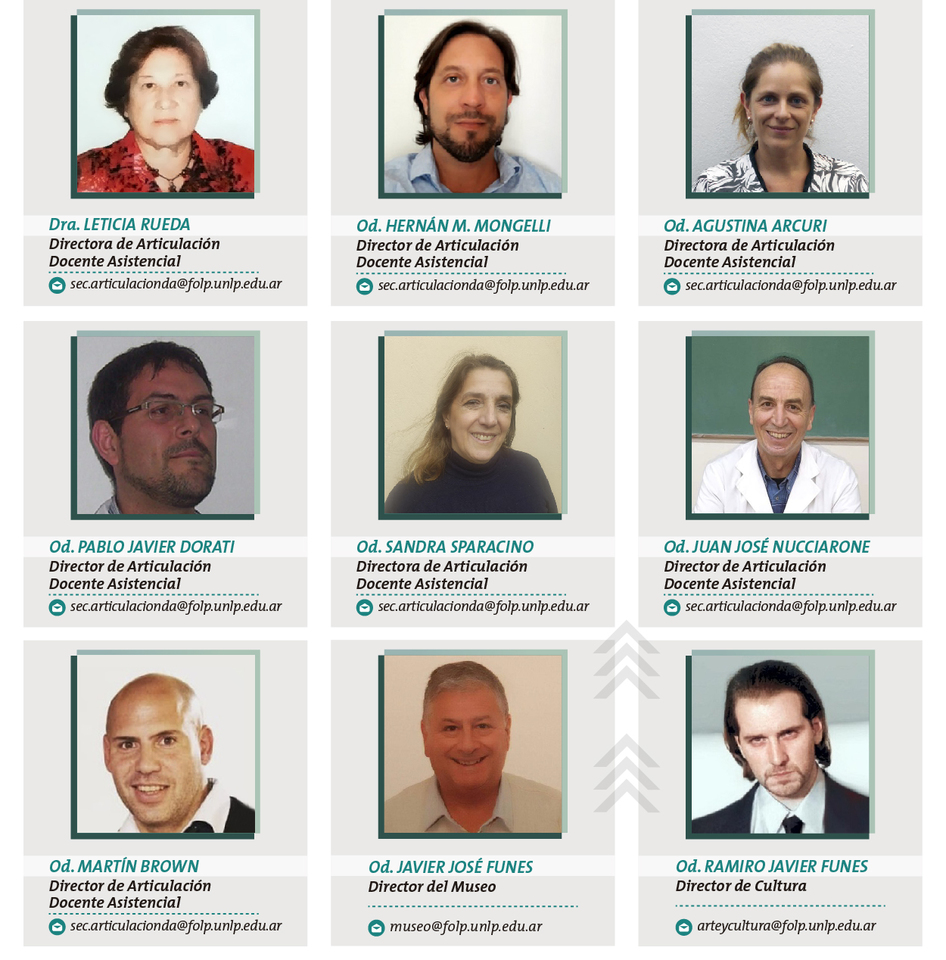 Dra. LETICIA RUEDA
Directora de Articulación
Docente Asistencial
sec.articulacionda@folp.unlp.edu.ar
Od. HERNÁN M. MONGELLI
Director de Articulación
Docente Asistencial
sec.articulacionda@folp.unlp.edu.ar
Od. AGUSTINA ARCURI
Directora de Articulación
Docente Asistencial
sec.articulacionda@folp.unlp.edu.ar
Od. PABLO JAVIER DORATI
Director de Articulación
Docente Asistencial
sec.articulacionda@folp.unlp.edu.ar
Od. SANDRA SPARACINO
Directora de Articulación
Docente Asistencial
sec.articulacionda@folp.unlp.edu.ar
Od. JUAN JOSÉ NUCCIARONE
Director de Articulación
Docente Asistencial
sec.articulacionda@folp.unlp.edu.ar
Od. MARTÍN BROWN
Director de Articulación
Docente Asistencial
sec.articulacionda@folp.unlp.edu.ar
Od. JAVIER JOSÉ FUNES
Director del Museo
museo@folp.unlp.edu.ar
Od. RAMIRO JAVIER FUNES
Director de Cultura
arteycultura@folp.unlp.edu.ar